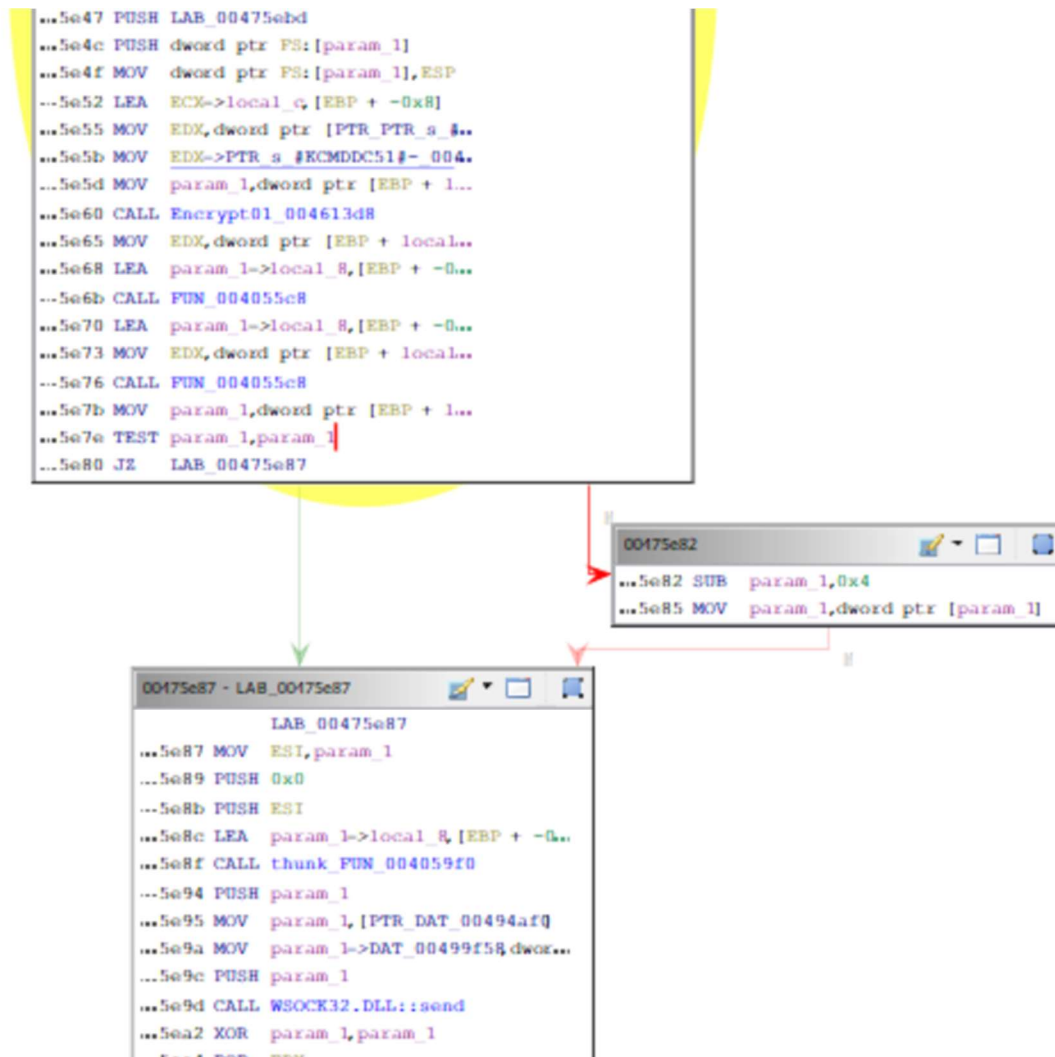 ...5e47 PUSH LAB_00475ebd
...5e4c PUSH dword ptr FS:[param_1]
...5e4f MOV dword ptr FS:[param_1],ESP
...5e52 LEA ECX=>local_c,[EBP + -0x8]
...5e55 MOV EDX,dword ptr [PTR_PTR_s_#...
...5e5b MOV EDX=>PTR_s_#KCMDDC51#-_004...
...5e5d MOV param_1,dword ptr [EBP + l...
...5e60 CALL Encrypt01_004613d8
...5e65 MOV EDX,dword ptr [EBP + local...
...5e68 LEA param_1=>local_8,[EBP + -0...
...5e6b CALL FUN_004055c8
...5e70 LEA param_1=>local_8,[EBP + -0...
...5e73 MOV EDX,dword ptr [EBP + local...
...5e76 CALL FUN_004055c8
...5e7b MOV param_1,dword ptr [EBP + l...
...5e7e TEST param_1,param_1
...5e80 JZ LAB_00475e87
00475e82
...5e82 SUB param_1,0x4
...5e85 MOV param_1,dword ptr [param_1]
00475e87 - LAB_00475e87
LAB_00475e87
...5e87 MOV ESI,param_1
...5e89 PUSH 0x0
...5e8b PUSH ESI
...5e8c LEA param_1=>local_8,[EBP + -0...
...5e8f CALL thunk_FUN_004059f0
...5e94 PUSH param_1
...5e95 MOV param_1,[PTR_DAT_00494af0]
...5e9a MOV param_1=>DAT_00499f58,dwor...
...5e9c PUSH param_1
...5e9d CALL WSOCK32.DLL::send
...5ea2 XOR param_1,param_1